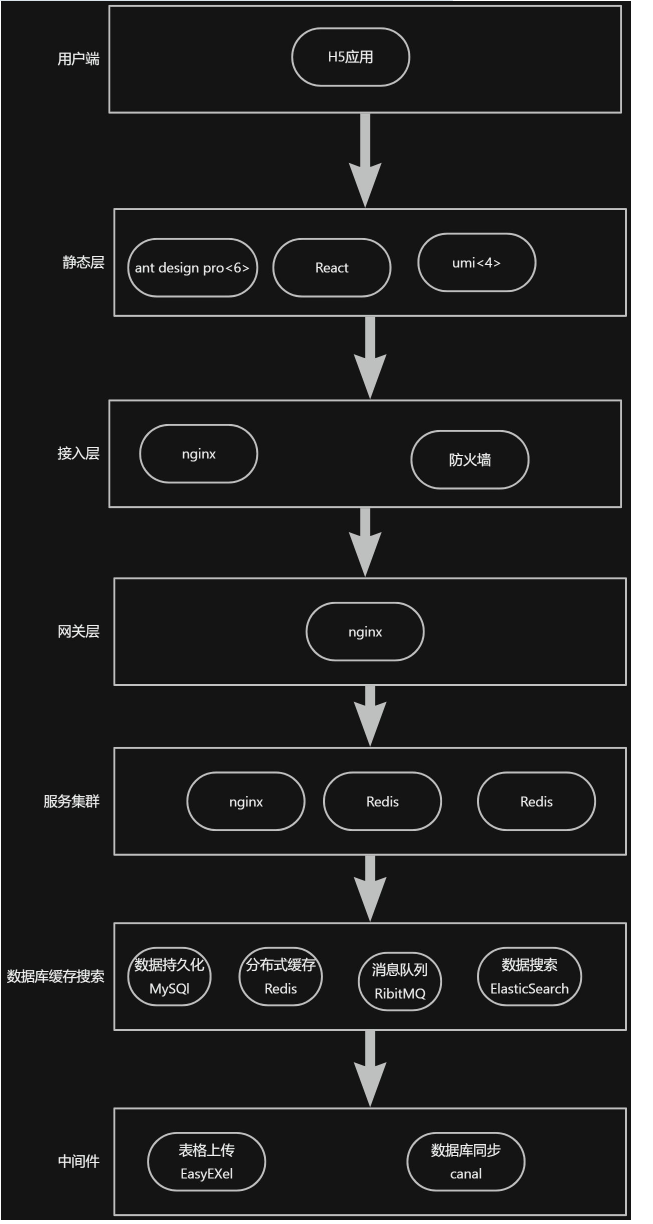 用户端
H5应用
静态层
ant design pro<6>
React
umi<4>
接入层
nginx
防火墙
网关层
nginx
服务集群
nginx
Redis
Redis
数据库缓存搜索
数据持久化
MySQl
分布式缓存
Redis
消息队列
RibitMQ
数据搜索
ElasticSearch
中间件
表格上传
EasyEXel
数据库同步
canal